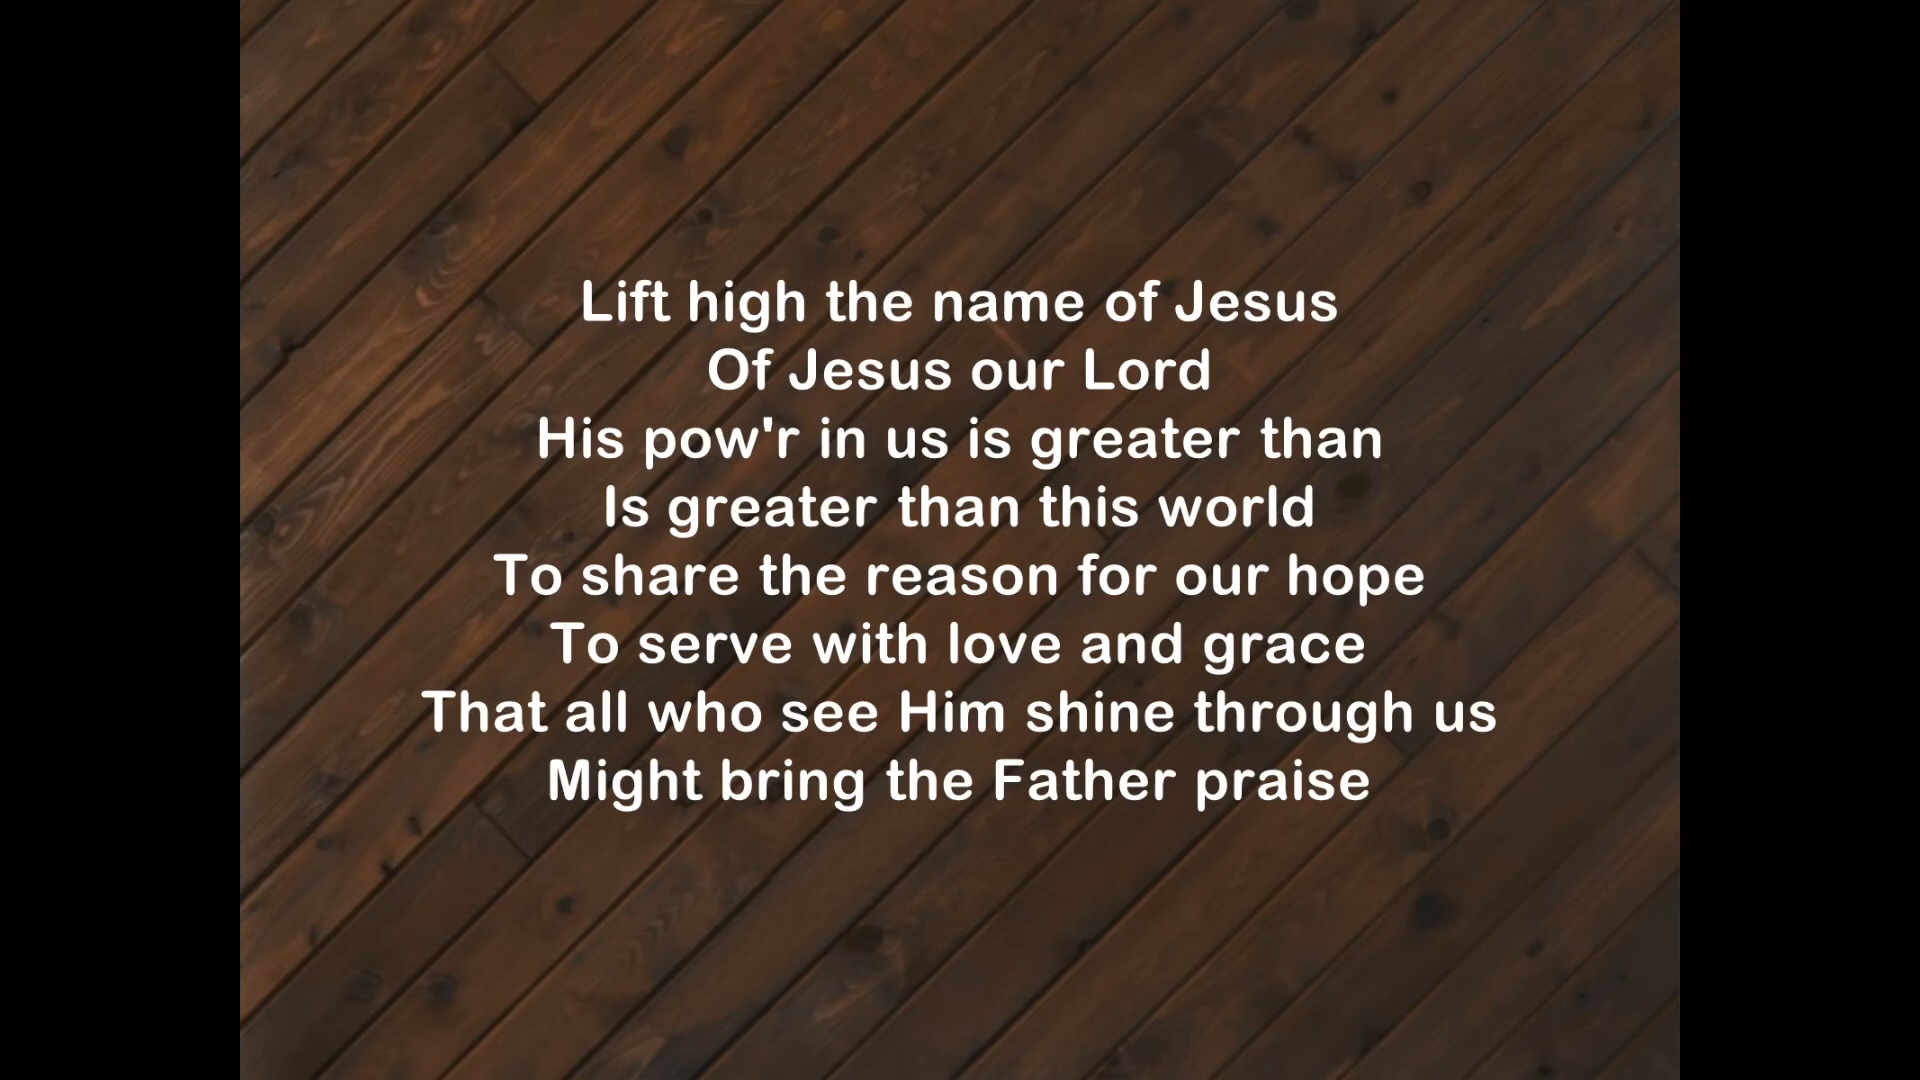 Lift high the name of Jesus
Of Jesus our Lord
His pow'r in us is greater than
Is greater than this world
To share the reason for our hope
To serve with love and grace
That all who see Him shine through us
Might bring the Father praise